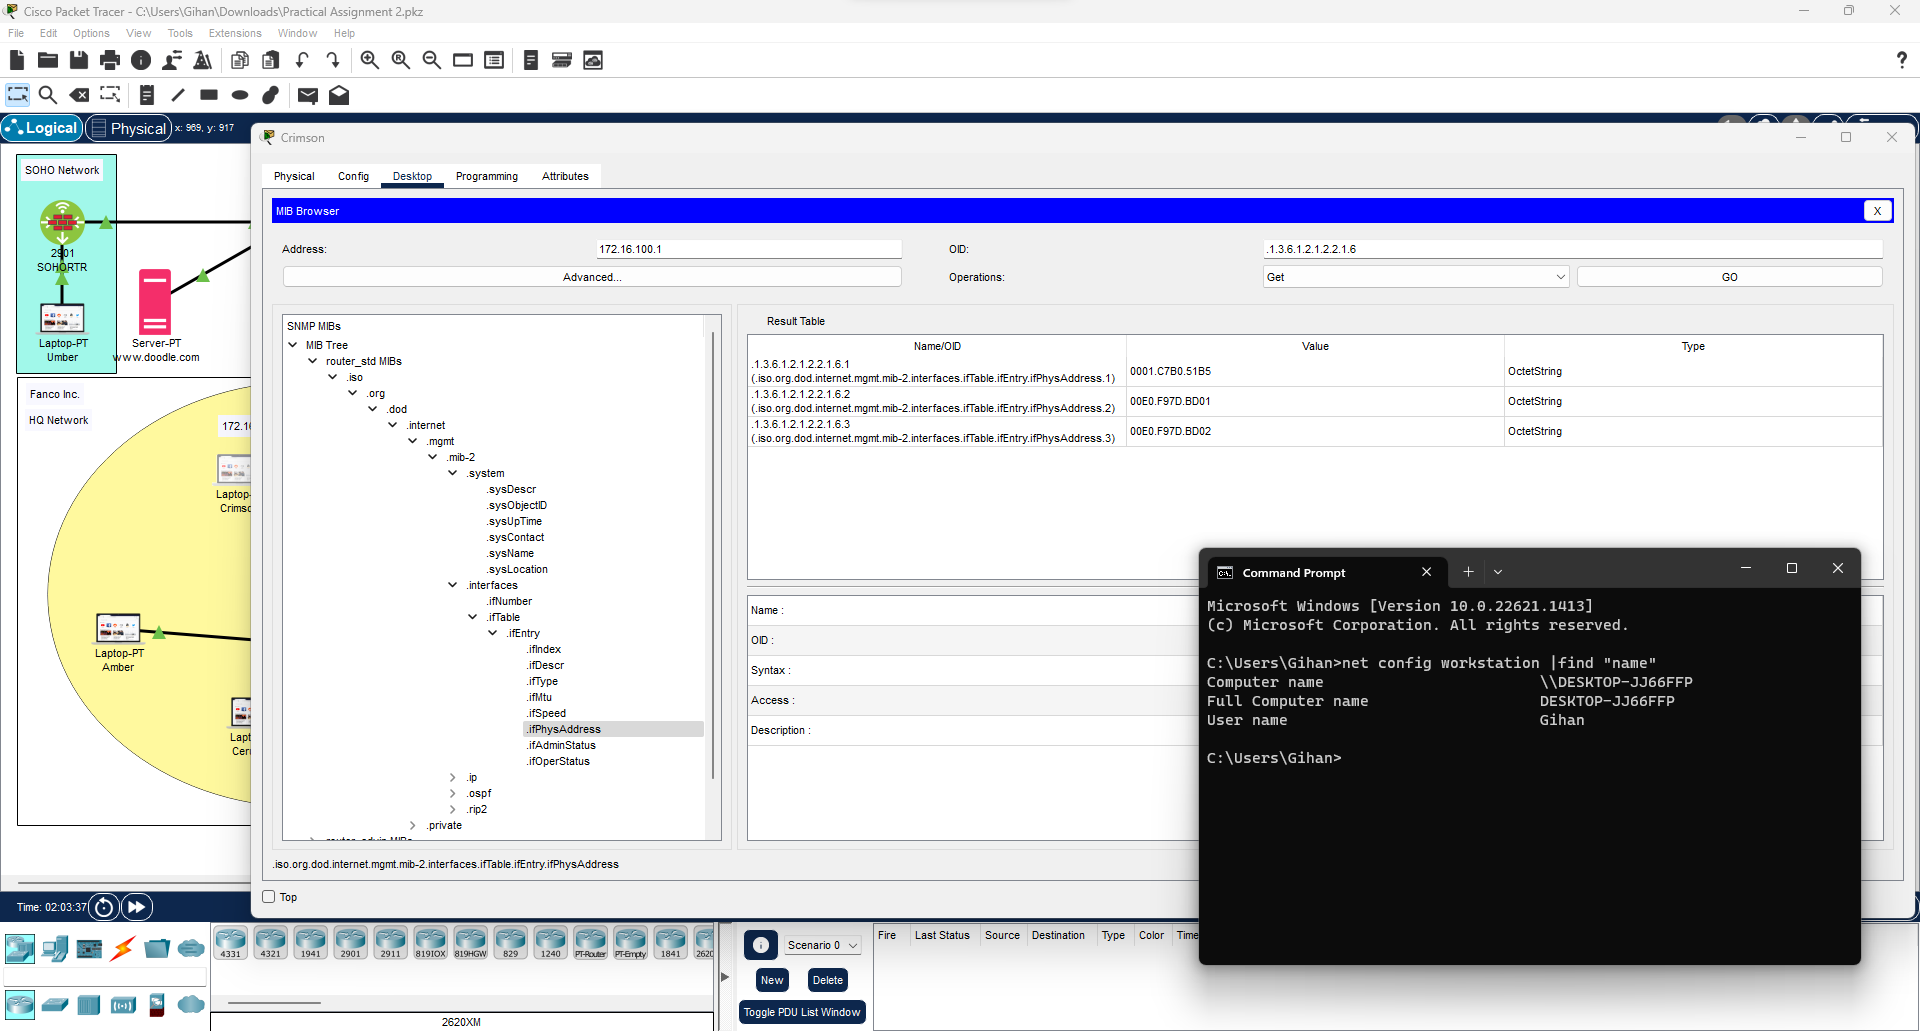 Cisco Packet Tracer - C:\Users\Gihan\Downloads\Practical Assignment 2.pkz
File Edit Options View Tools Extensions Window Help
Logical Physical x: 969, y: 917
SOHO Network
2901
SOHORTR
Laptop-PT
Umber
Server-PT
www.doodle.com
Fanco Inc.
HQ Network
172.16
Laptop-
Crimso
Laptop-PT
Amber
Lapt
Cer
Crimson
Physical Config Desktop Programming Attributes
MIB Browser X
Address: 172.16.100.1 OID: .1.3.6.1.2.1.2.2.1.6
Advanced... Operations: Get GO
SNMP MIBs
MIB Tree
router_std MIBs
.iso
.org
.dod
.internet
.mgmt
.mib-2
.system
.sysDescr
.sysObjectID
.sysUpTime
.sysContact
.sysName
.sysLocation
.interfaces
.ifNumber
.ifTable
.ifEntry
.ifIndex
.ifDescr
.ifType
.ifMtu
.ifSpeed
.ifPhysAddress
.ifAdminStatus
.ifOperStatus
.ip
.ospf
.rip2
.private
Result Table
Name/OID Value Type
.1.3.6.1.2.1.2.2.1.6.1
(.iso.org.dod.internet.mgmt.mib-2.interfaces.ifTable.ifEntry.ifPhysAddress.1) 0001.C7B0.51B5 OctetString
.1.3.6.1.2.1.2.2.1.6.2
(.iso.org.dod.internet.mgmt.mib-2.interfaces.ifTable.ifEntry.ifPhysAddress.2) 00E0.F97D.BD01 OctetString
.1.3.6.1.2.1.2.2.1.6.3
(.iso.org.dod.internet.mgmt.mib-2.interfaces.ifTable.ifEntry.ifPhysAddress.3) 00E0.F97D.BD02 OctetString
Name :
OID :
Syntax :
Access :
Description :
.iso.org.dod.internet.mgmt.mib-2.interfaces.ifTable.ifEntry.ifPhysAddress
Top
Command Prompt
Microsoft Windows [Version 10.0.22621.1413]
(c) Microsoft Corporation. All rights reserved.
C:\Users\Gihan>net config workstation |find "name"
Computer name \\DESKTOP-JJ66FFP
Full Computer name DESKTOP-JJ66FFP
User name Gihan
C:\Users\Gihan>
Time: 02:03:37
4331 4321 1941 2901 2911 819IOX 819HGW 829 1240 PT-Router PT-Empty 1841 2620
2620XM
Scenario 0
New Delete
Toggle PDU List Window
Fire Last Status Source Destination Type Color Time